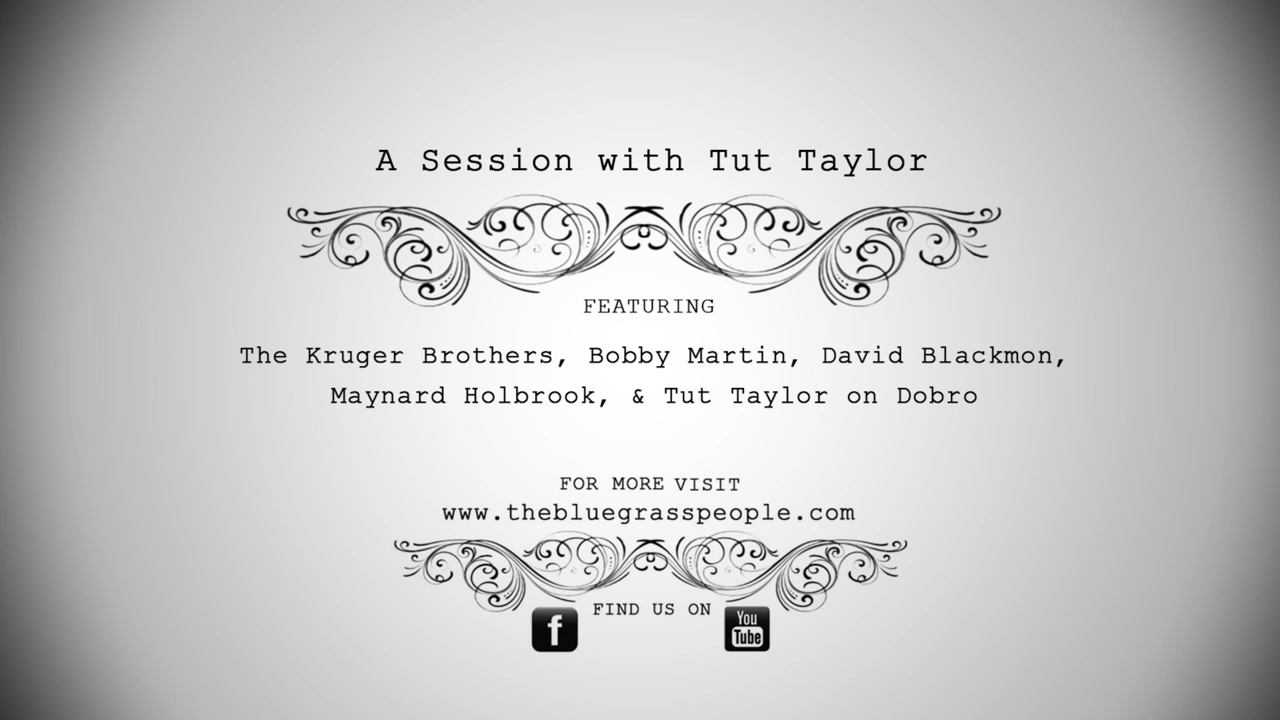 A Session with Tut Taylor
FEATURING
The Kruger Brothers, Bobby Martin, David Blackmon,
Maynard Holbrook, & Tut Taylor on Dobro
FOR MORE VISIT
www.thebluegrasspeople.com
FIND US ON
f
You
Tube